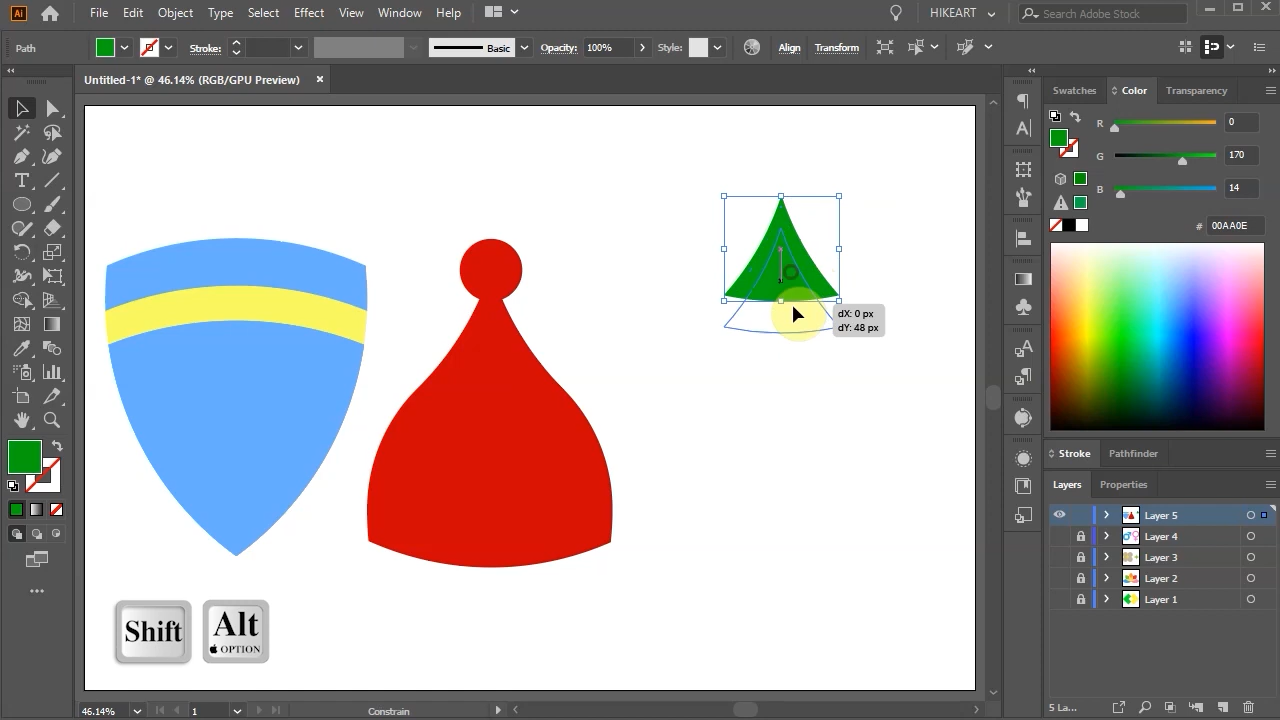 Ai File Edit Object Type Select Effect View Window Help HIKEART Search Adobe Stock
Path Stroke: Basic Opacity: 100% Style: Align Transform
Untitled-1* @ 46.14% (RGB/GPU Preview) ×
Swatches Color Transparency
R 0
G 170
B 14
# 00AA0E
dX: 0 px
dY: 48 px
Stroke Pathfinder
Layers Properties
Layer 5
Layer 4
Layer 3
Layer 2
Layer 1
Shift Alt
OPTION
46.14% 1 Constrain 5 La...